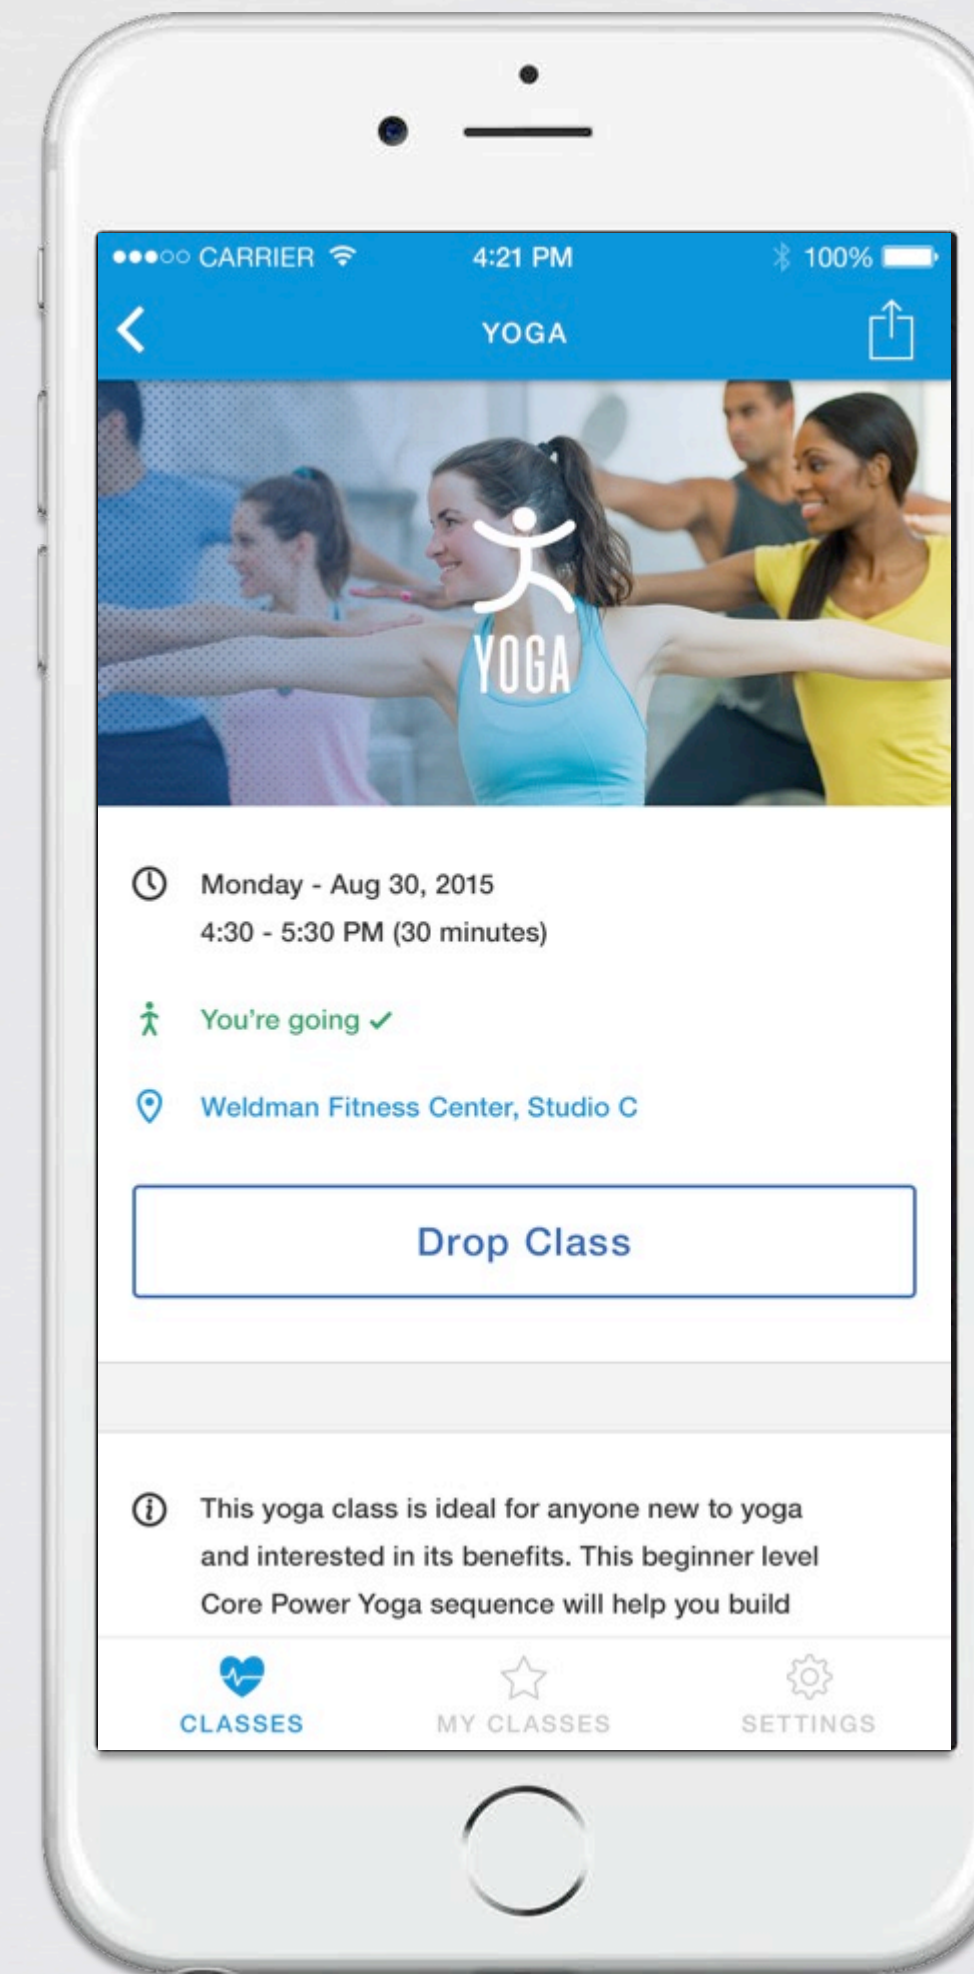 CARRIER 4:21 PM 100%
YOGA
YOGA
Monday - Aug 30, 2015
4:30 - 5:30 PM (30 minutes)
You're going
Weldman Fitness Center, Studio C
Drop Class
This yoga class is ideal for anyone new to yoga
and interested in its benefits. This beginner level
Core Power Yoga sequence will help you build
CLASSES MY CLASSES SETTINGS